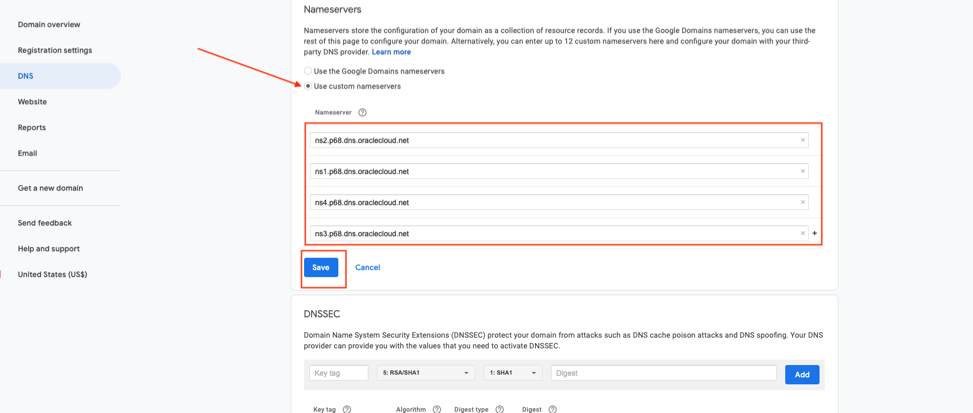 Domain overview
Registration settings
DNS
Website
Reports
Email
Get a new domain
Send feedback
Help and support
United States (US$)
Nameservers
Nameservers store the configuration of your domain as a collection of resource records. If you use the Google Domains nameservers, you can use the
rest of this page to configure your domain. Alternatively, you can enter up to 12 custom nameservers here and configure your domain with your third-
party DNS provider. Learn more
Use the Google Domains nameservers
Use custom nameservers
Nameserver ?
ns2.p68.dns.oraclecloud.net ×
ns1.p68.dns.oraclecloud.net ×
ns4.p68.dns.oraclecloud.net ×
ns3.p68.dns.oraclecloud.net × +
Save Cancel
DNSSEC
Domain Name System Security Extensions (DNSSEC) protect your domain from attacks such as DNS cache poison attacks and DNS spoofing. Your DNS
provider can provide you with the values that you need to activate DNSSEC.
Key tag 5: RSA/SHA1 1: SHA1 Digest Add
Key tag ? Algorithm ? Digest type ? Digest ?